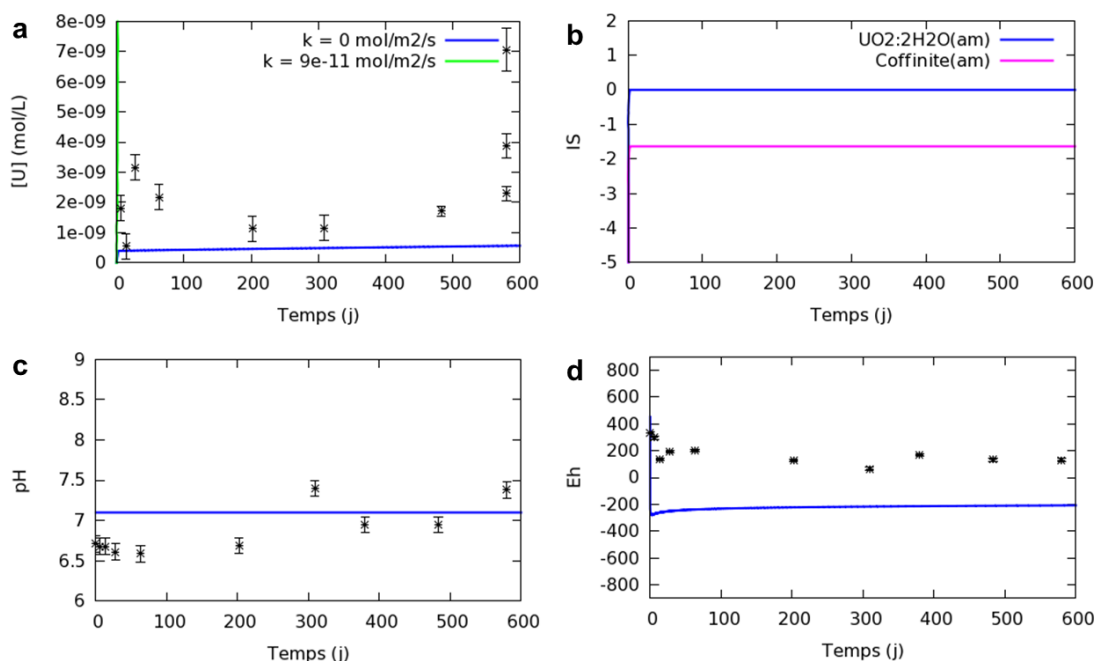 a
k = 0 mol/m2/s
k = 9e-11 mol/m2/s
[U] (mol/L)
8e-09
7e-09
6e-09
5e-09
4e-09
3e-09
2e-09
1e-09
0
0 100 200 300 400 500 600
Temps (j)
b
UO2:2H2O(am)
Coffinite(am)
IS
2
1
0
-1
-2
-3
-4
-5
0 100 200 300 400 500 600
Temps (j)
c
pH
9
8.5
8
7.5
7
6.5
6
0 100 200 300 400 500 600
Temps (j)
d
Eh
800
600
400
200
0
-200
-400
-600
-800
0 100 200 300 400 500 600
Temps (j)